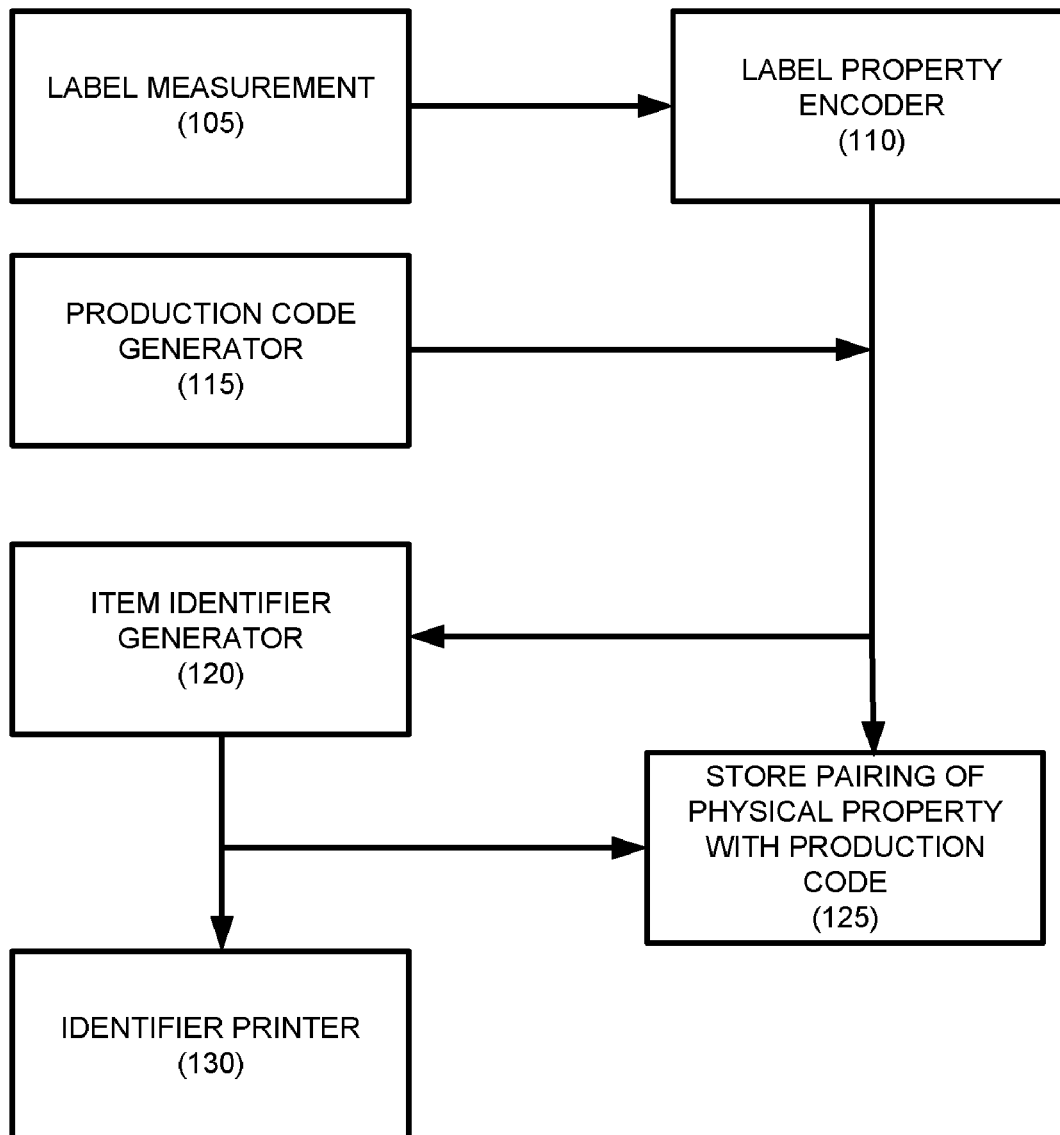 LABEL MEASUREMENT
(105)
LABEL PROPERTY
ENCODER
(110)
PRODUCTION CODE
GENERATOR
(115)
ITEM IDENTIFIER
GENERATOR
(120)
STORE PAIRING OF
PHYSICAL PROPERTY
WITH PRODUCTION
CODE
(125)
IDENTIFIER PRINTER
(130)